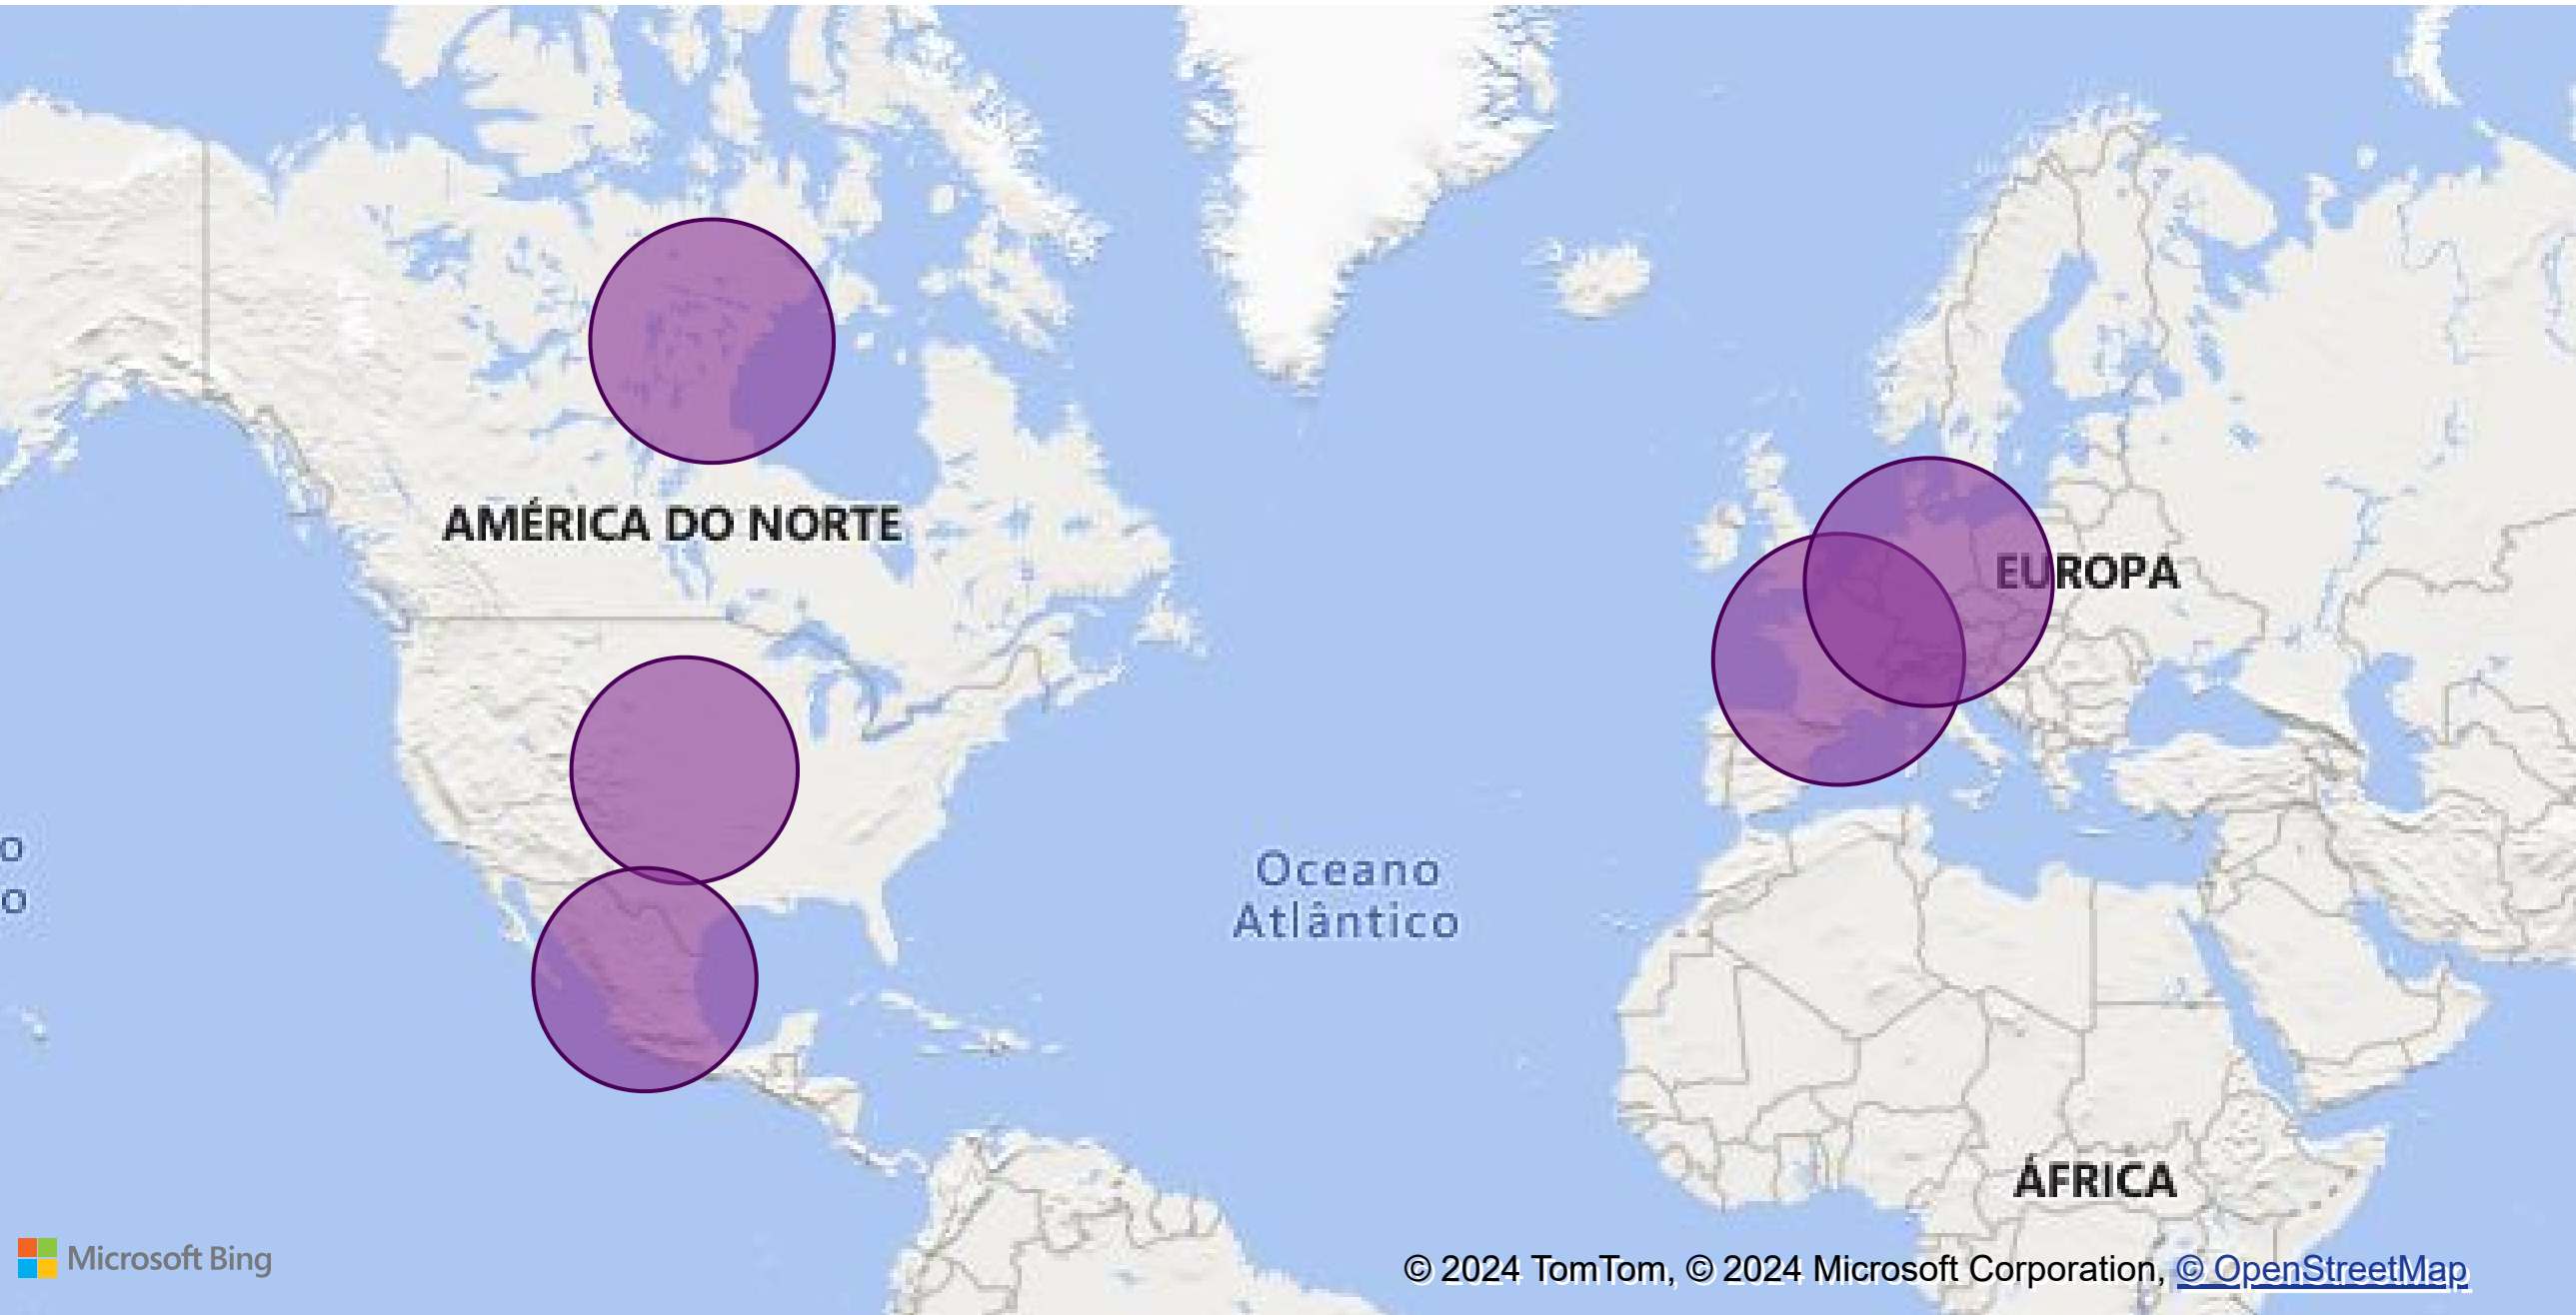 AMÉRICA DO NORTE
EUROPA
o
o
Oceano
Atlântico
ÁFRICA
Microsoft Bing
© 2024 TomTom, © 2024 Microsoft Corporation, © OpenStreetMap